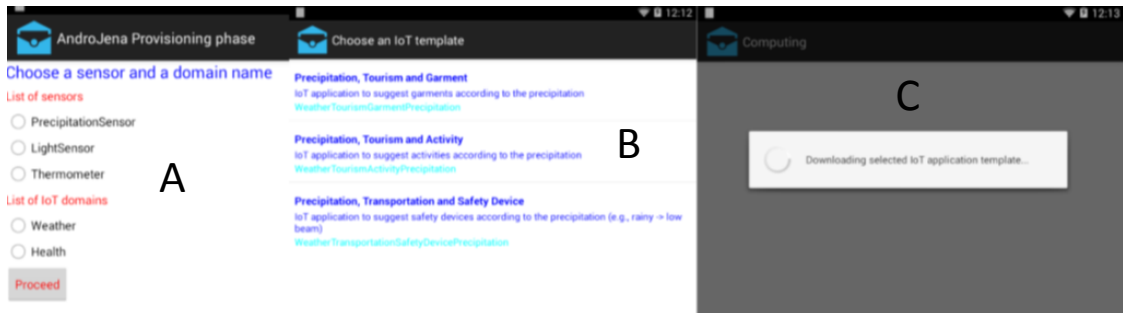 AndroJena Provisioning phase
Choose a sensor and a domain name
List of sensors
PrecipitationSensor
LightSensor
Thermometer
A
List of IoT domains
Weather
Health
Proceed
12:12
Choose an IoT template
Precipitation, Tourism and Garment
IoT application to suggest garments according to the precipitation
WeatherTourismGarmentPrecipitation
Precipitation, Tourism and Activity
IoT application to suggest activities according to the precipitation
WeatherTourismActivityPrecipitation
B
Precipitation, Transportation and Safety Device
IoT application to suggest safety devices according to the precipitation (e.g., rainy -> low
beam)
WeatherTransportationSafetyDevicePrecipitation
12:13
Computing
C
Downloading selected IoT application template...